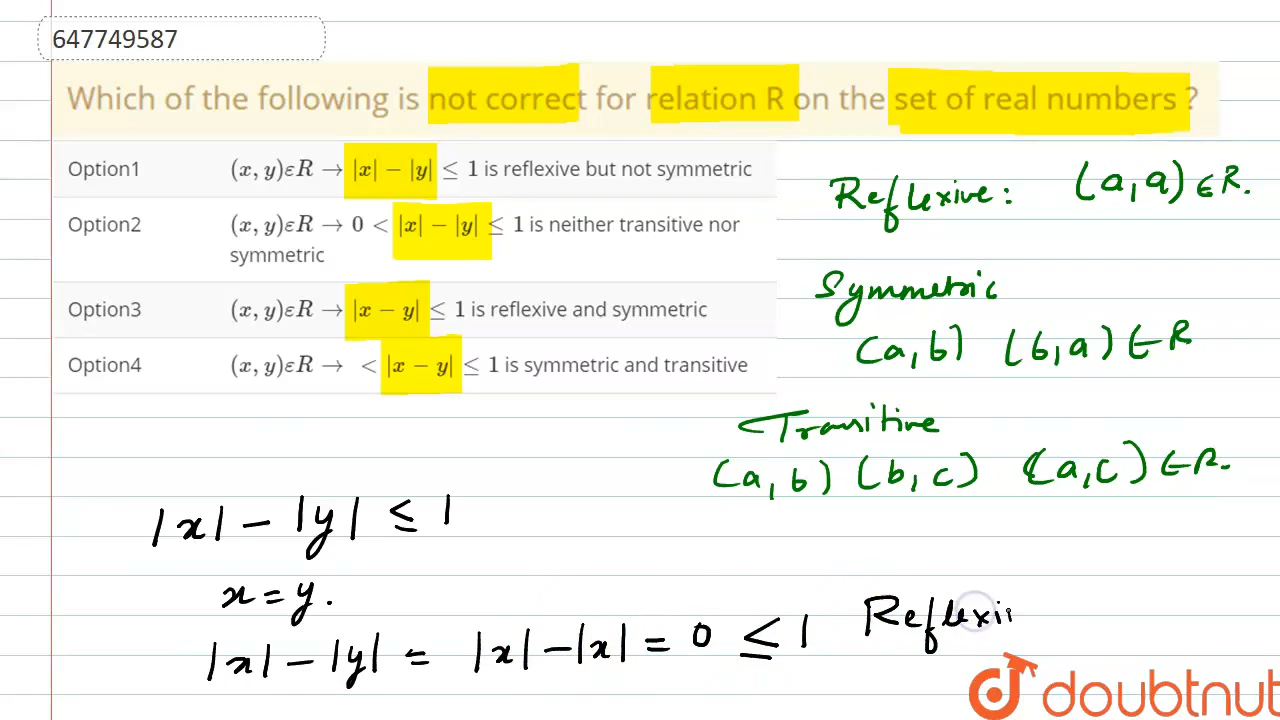 647749587
Which of the following is not correct for relation R on the set of real numbers ?
Option1 (x, y)εR → |x| − |y| ≤ 1 is reflexive but not symmetric
Option2 (x, y)εR → 0 < |x| − |y| ≤ 1 is neither transitive nor
symmetric
Option3 (x, y)εR → |x − y| ≤ 1 is reflexive and symmetric
Option4 (x, y)εR → < |x − y| ≤ 1 is symmetric and transitive
Reflexive: (a,a) ∈ R.
Symmetric
(a,b) (b,a) ∈ R
Transitive
(a,b) (b,c) (a,c) ∈ R.
|x| − |y| ≤ 1
x = y.
|x| − |y| = |x| − |x| = 0 ≤ 1 Reflexi
doubtnut